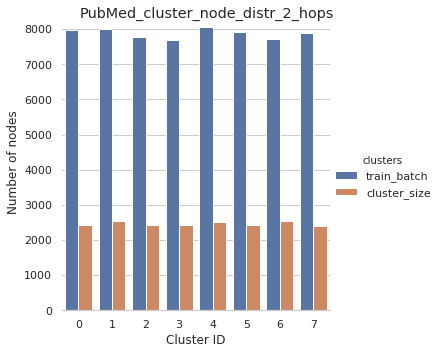 PubMed_cluster_node_distr_2_hops
8000
7000
6000
5000
4000
3000
2000
1000
0
Number of nodes
0 1 2 3 4 5 6 7
Cluster ID
clusters
train_batch
cluster_size